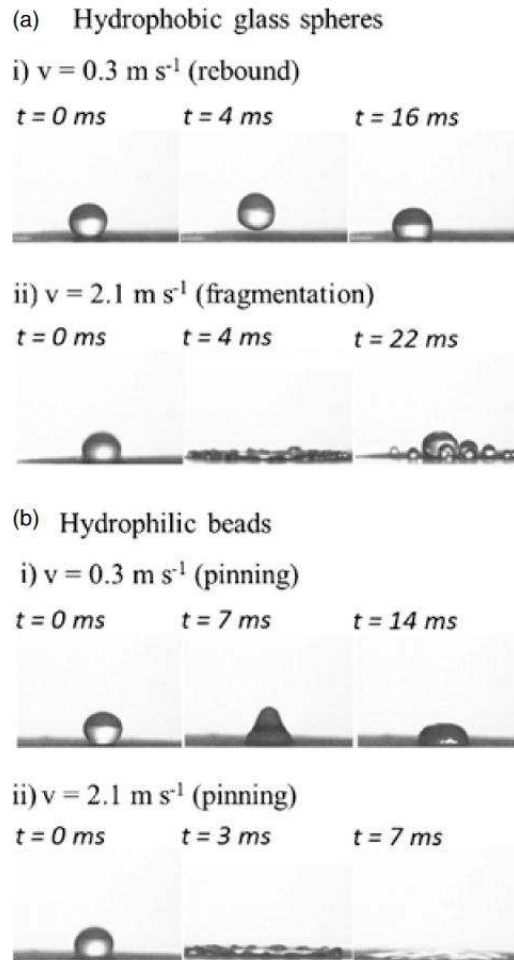 (a) Hydrophobic glass spheres
i) v = 0.3 m s⁻¹ (rebound)
t = 0 ms t = 4 ms t = 16 ms
ii) v = 2.1 m s⁻¹ (fragmentation)
t = 0 ms t = 4 ms t = 22 ms
(b) Hydrophilic beads
i) v = 0.3 m s⁻¹ (pinning)
t = 0 ms t = 7 ms t = 14 ms
ii) v = 2.1 m s⁻¹ (pinning)
t = 0 ms t = 3 ms t = 7 ms